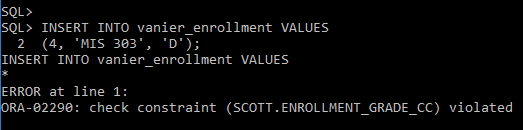 SQL>
SQL> INSERT INTO vanier_enrollment VALUES
  2  (4, 'MIS 303', 'D');
INSERT INTO vanier_enrollment VALUES
*
ERROR at line 1:
ORA-02290: check constraint (SCOTT.ENROLLMENT_GRADE_CC) violated